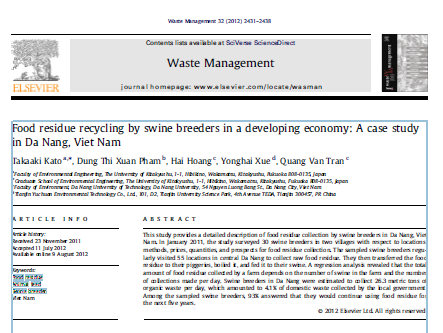 Waste Management 32 (2012) 2431–2438
Contents lists available at SciVerse ScienceDirect
Waste Management
journal homepage: www.elsevier.com/locate/wasman
ELSEVIER
Food residue recycling by swine breeders in a developing economy: A case study
in Da Nang, Viet Nam
Takaaki Kato a,*, Dung Thi Xuan Pham b, Hai Hoang c, Yonghai Xue d, Quang Van Tran c
a Faculty of Environmental Engineering, The University of Kitakyushu, 1-1, Hibikino, Wakamatsu, Kitakyushu, Fukuoka 808-0135, Japan
b Graduate School of Environmental Engineering, The University of Kitakyushu, 1-1, Hibikino, Wakamatsu, Kitakyushu, Fukuoka 808-0135, Japan
c Faculty of Environment, Da Nang University of Technology, Da Nang University, 54 Nguyen Luong Bang St., Da Nang City, Viet Nam
d Tianjin Yuchuan Environmental Technology Co., Ltd., 101, D2, Tianjin University Science Park, 4th Avenue TEDA, Tianjin 300457, PR China
ARTICLE INFO
Article history:
Received 23 November 2011
Accepted 11 July 2012
Available online 9 August 2012
Keywords:
Food residue
Animal feed
Swine breeder
Viet Nam
ABSTRACT
This study provides a detailed description of food residue collection by swine breeders in Da Nang, Vie
Nam. In January 2011, the study surveyed 30 swine breeders in two villages with respect to locations
methods, prices, quantities, and prospects for food residue collection. The sampled swine breeders regu
larly visited 55 locations in central Da Nang to collect raw food residue. They then transferred the food
residue to their piggeries, boiled it, and fed it to their swine. A regression analysis revealed that the tota
amount of food residue collected by a farm depends on the number of swine in the farm and the numbe
of collections made per day. Swine breeders in Da Nang were estimated to collect 26.3 metric tons o
organic waste per day, which amounted to 4.1% of domestic waste collected by the local government
Among the sampled swine breeders, 93% answered that they would continue using food residue fo
the next five years.
© 2012 Elsevier Ltd. All rights reserved.